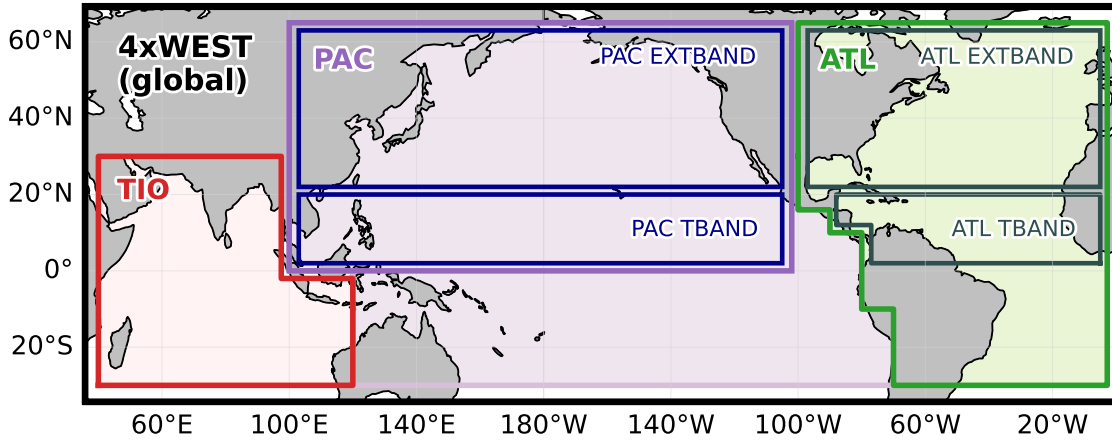 60°N
40°N
20°N
0°
20°S
4xWEST
(global)
PAC
PAC EXTBAND
ATL
ATL EXTBAND
TIO
PAC TBAND
ATL TBAND
60°E
100°E
140°E
180°W
140°W
100°W
60°W
20°W